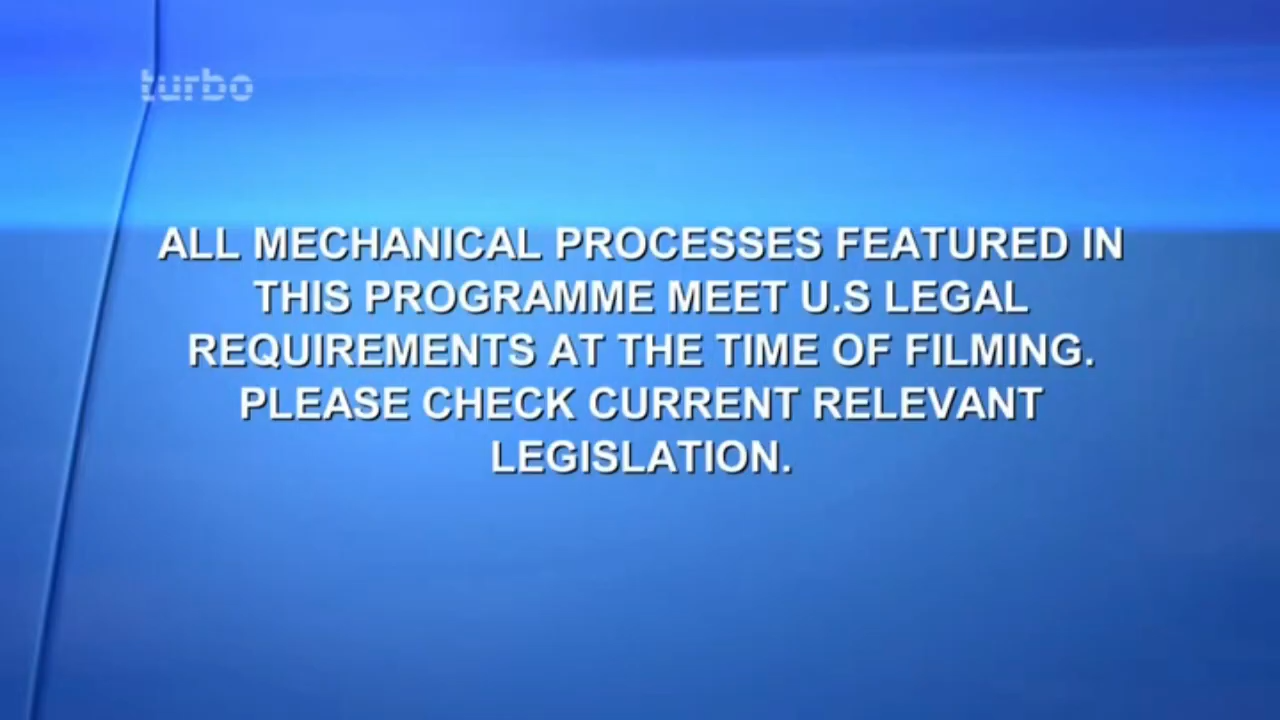 turbo
ALL MECHANICAL PROCESSES FEATURED IN
THIS PROGRAMME MEET U.S LEGAL
REQUIREMENTS AT THE TIME OF FILMING.
PLEASE CHECK CURRENT RELEVANT
LEGISLATION.